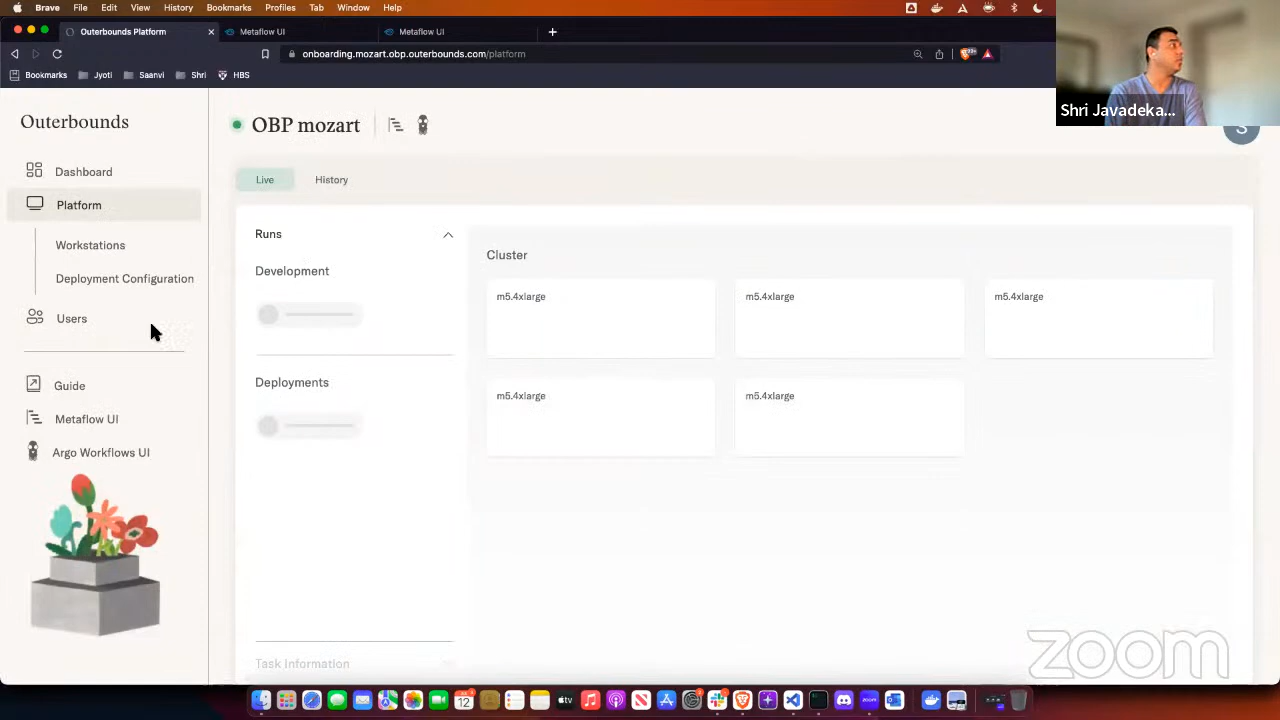 Brave File Edit View History Bookmarks Profiles Tab Window Help
Outerbounds Platform Metaflow UI Metaflow UI
onboarding.mozart.obp.outerbounds.com/platform
Bookmarks Jyoti Saanvi Shri HBS
Shri Javadeka...
Outerbounds
OBP mozart
S
Dashboard
Platform
Workstations
Deployment Configuration
Users
Guide
Metaflow UI
Argo Workflows UI
Live History
Runs
Development
Deployments
Task Information
Cluster
m5.4xlarge m5.4xlarge m5.4xlarge
m5.4xlarge m5.4xlarge
zoom